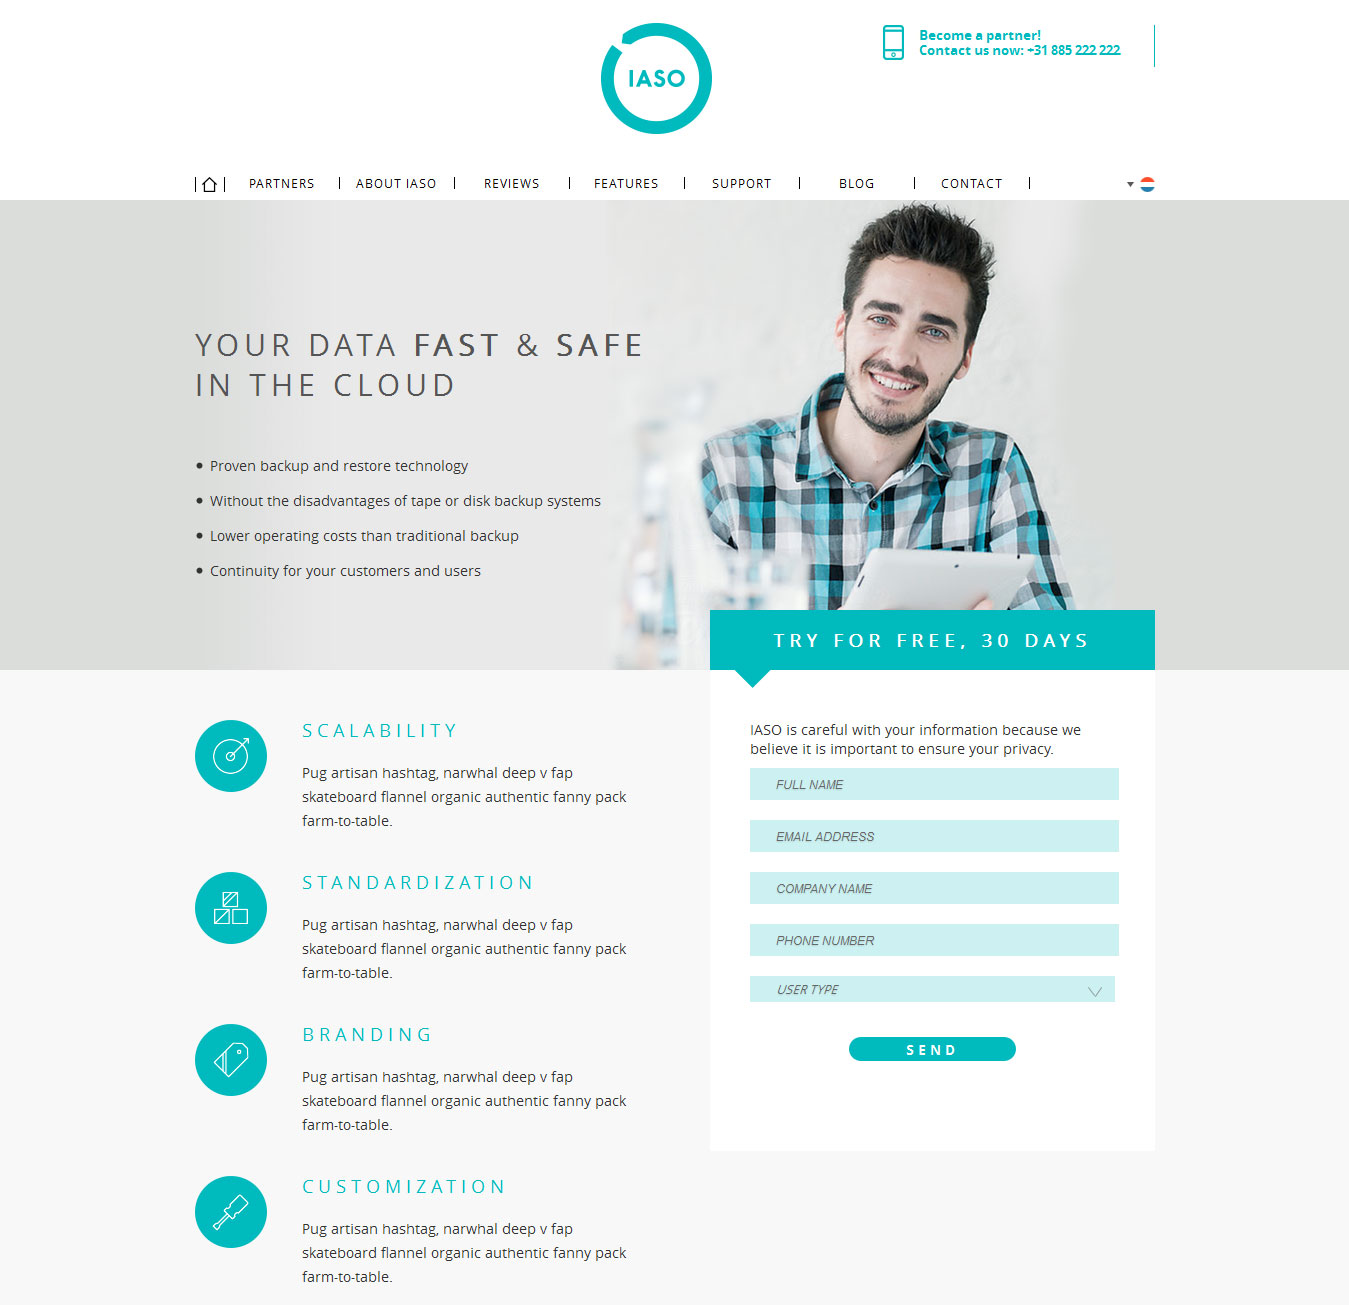 IASO
Become a partner!
Contact us now: +31 885 222 222
PARTNERS
ABOUT IASO
REVIEWS
FEATURES
SUPPORT
BLOG
CONTACT
YOUR DATA FAST & SAFE
IN THE CLOUD
Proven backup and restore technology
Without the disadvantages of tape or disk backup systems
Lower operating costs than traditional backup
Continuity for your customers and users
TRY FOR FREE, 30 DAYS
IASO is careful with your information because we
believe it is important to ensure your privacy.
FULL NAME
EMAIL ADDRESS
COMPANY NAME
PHONE NUMBER
USER TYPE
SEND
SCALABILITY
Pug artisan hashtag, narwhal deep v fap
skateboard flannel organic authentic fanny pack
farm-to-table.
STANDARDIZATION
Pug artisan hashtag, narwhal deep v fap
skateboard flannel organic authentic fanny pack
farm-to-table.
BRANDING
Pug artisan hashtag, narwhal deep v fap
skateboard flannel organic authentic fanny pack
farm-to-table.
CUSTOMIZATION
Pug artisan hashtag, narwhal deep v fap
skateboard flannel organic authentic fanny pack
farm-to-table.